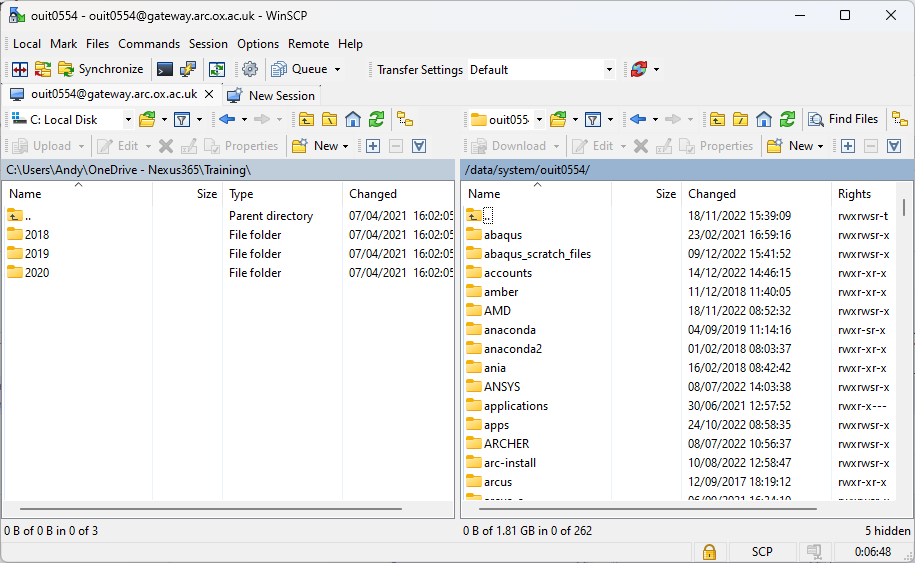 ouit0554 - ouit0554@gateway.arc.ox.ac.uk - WinSCP
Local Mark Files Commands Session Options Remote Help
Synchronize Queue Transfer Settings Default
ouit0554@gateway.arc.ox.ac.uk × New Session
C: Local Disk ouit055 Find Files
Upload Edit Properties New Download Edit Properties New
C:\Users\Andy\OneDrive - Nexus365\Training\ /data/system/ouit0554/
Name Size Type Changed Name Size Changed Rights
.. Parent directory 07/04/2021 16:02:05 .. 18/11/2022 15:39:09 rwxrwsr-t
2018 File folder 07/04/2021 16:02:05 abaqus 23/02/2021 16:59:16 rwxrwsr-x
2019 File folder 07/04/2021 16:02:05 abaqus_scratch_files 09/12/2022 15:41:52 rwxrwsr-x
2020 File folder 07/04/2021 16:02:05 accounts 14/12/2022 14:46:15 rwxr-xr-x
amber 11/12/2018 11:40:05 rwxr-xr-x
AMD 18/11/2022 08:52:32 rwxrwsr-x
anaconda 04/09/2019 11:14:16 rwxr-sr-x
anaconda2 01/02/2018 08:03:37 rwxr-xr-x
ania 16/02/2018 08:42:42 rwxr-xr-x
ANSYS 08/07/2022 14:03:38 rwxrwsr-x
applications 30/06/2021 12:57:52 rwxr-x---
apps 24/10/2022 08:58:35 rwxrwsr-x
ARCHER 08/07/2022 10:56:37 rwxrwsr-x
arc-install 10/08/2022 12:58:47 rwxrwsr-x
arcus 12/09/2017 18:19:12 rwxr-xr-x
0 B of 0 B in 0 of 3 0 B of 1.81 GB in 0 of 262 5 hidden
SCP 0:06:48